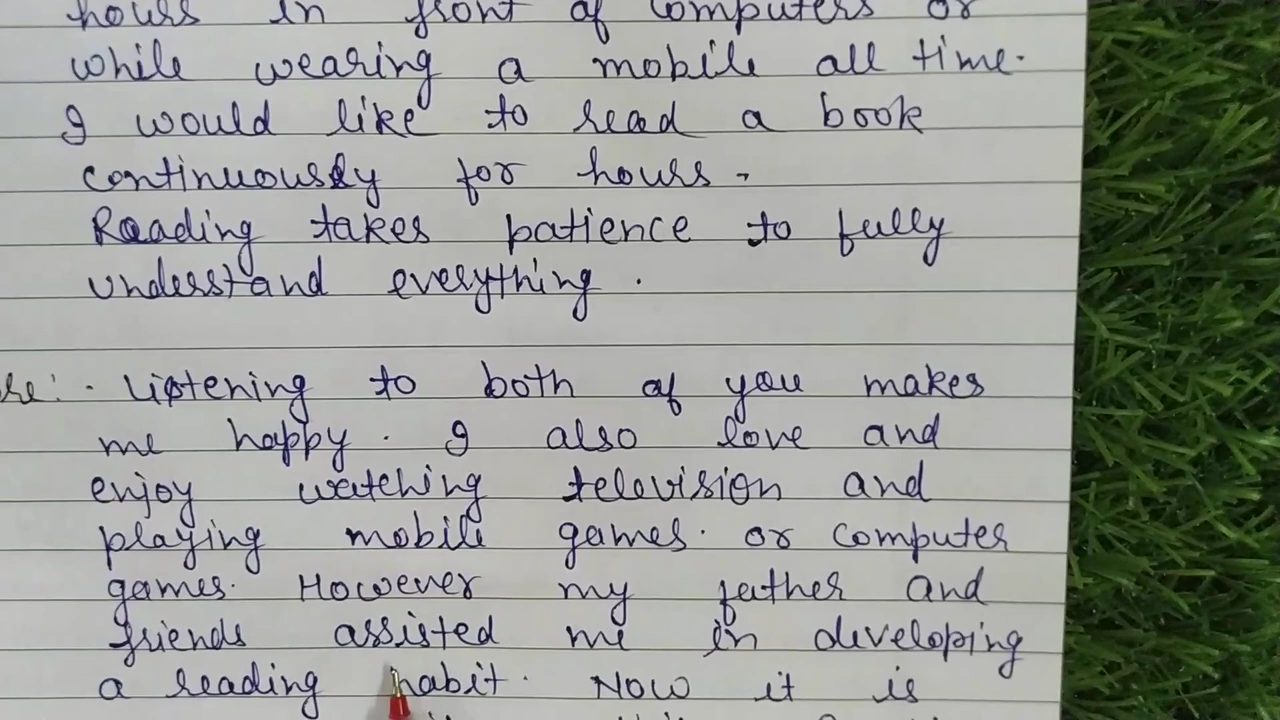 hours in front of computers or
while wearing a mobile all time.
I would like to read a book
continuously for hours.
Reading takes patience to fully
understand everything.
Listening to both of you makes
me happy. I also love and
enjoy watching television and
playing mobile games. or computer
games. However my father and
friends assisted me in developing
a reading habit. Now it is